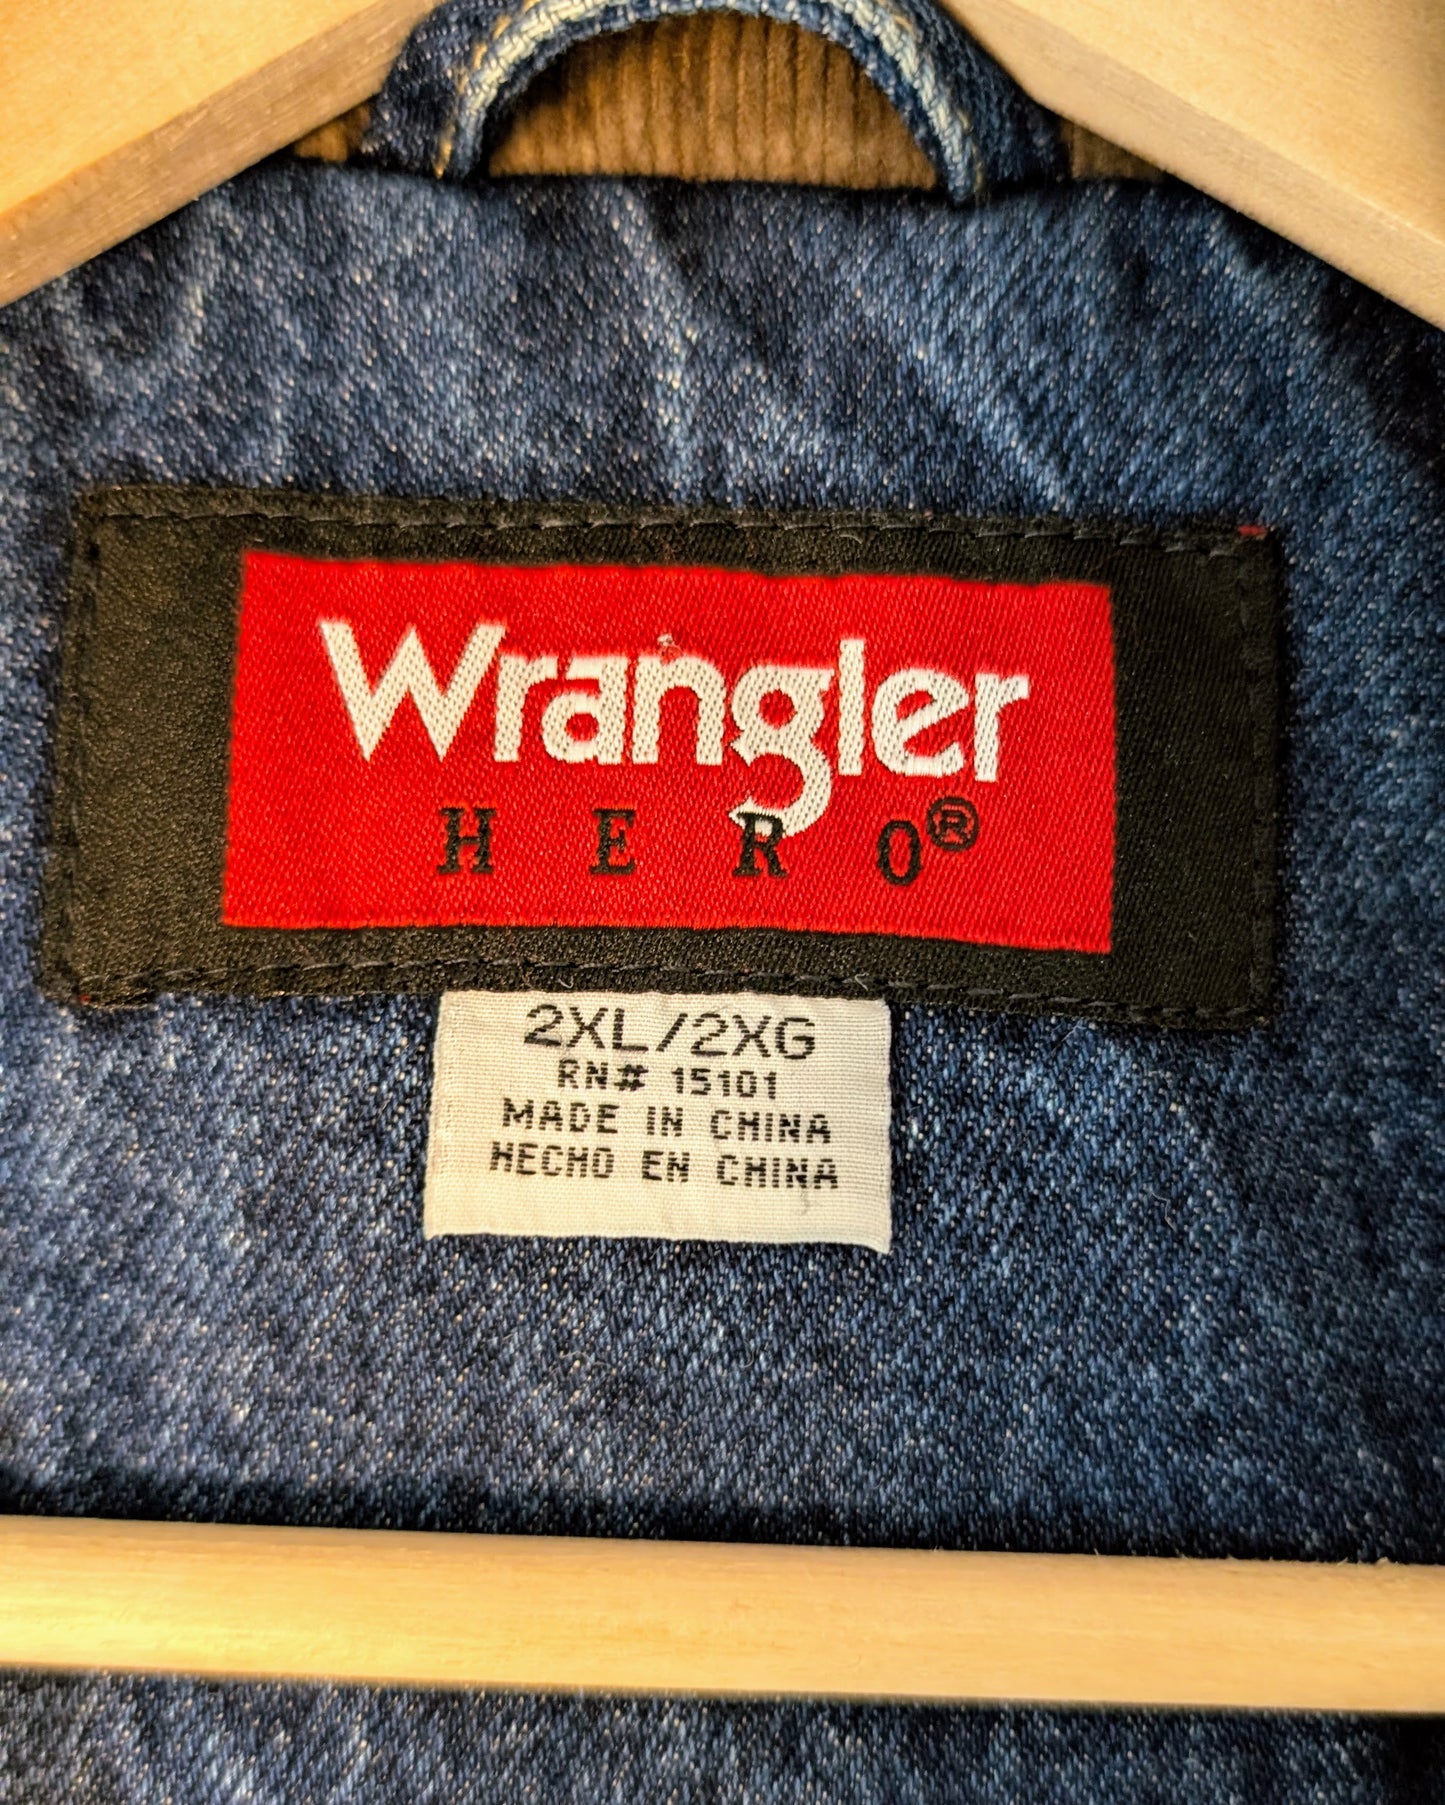 Wrangler
HERO®
2XL/2XG
RN# 15101
MADE IN CHINA
HECHO EN CHINA